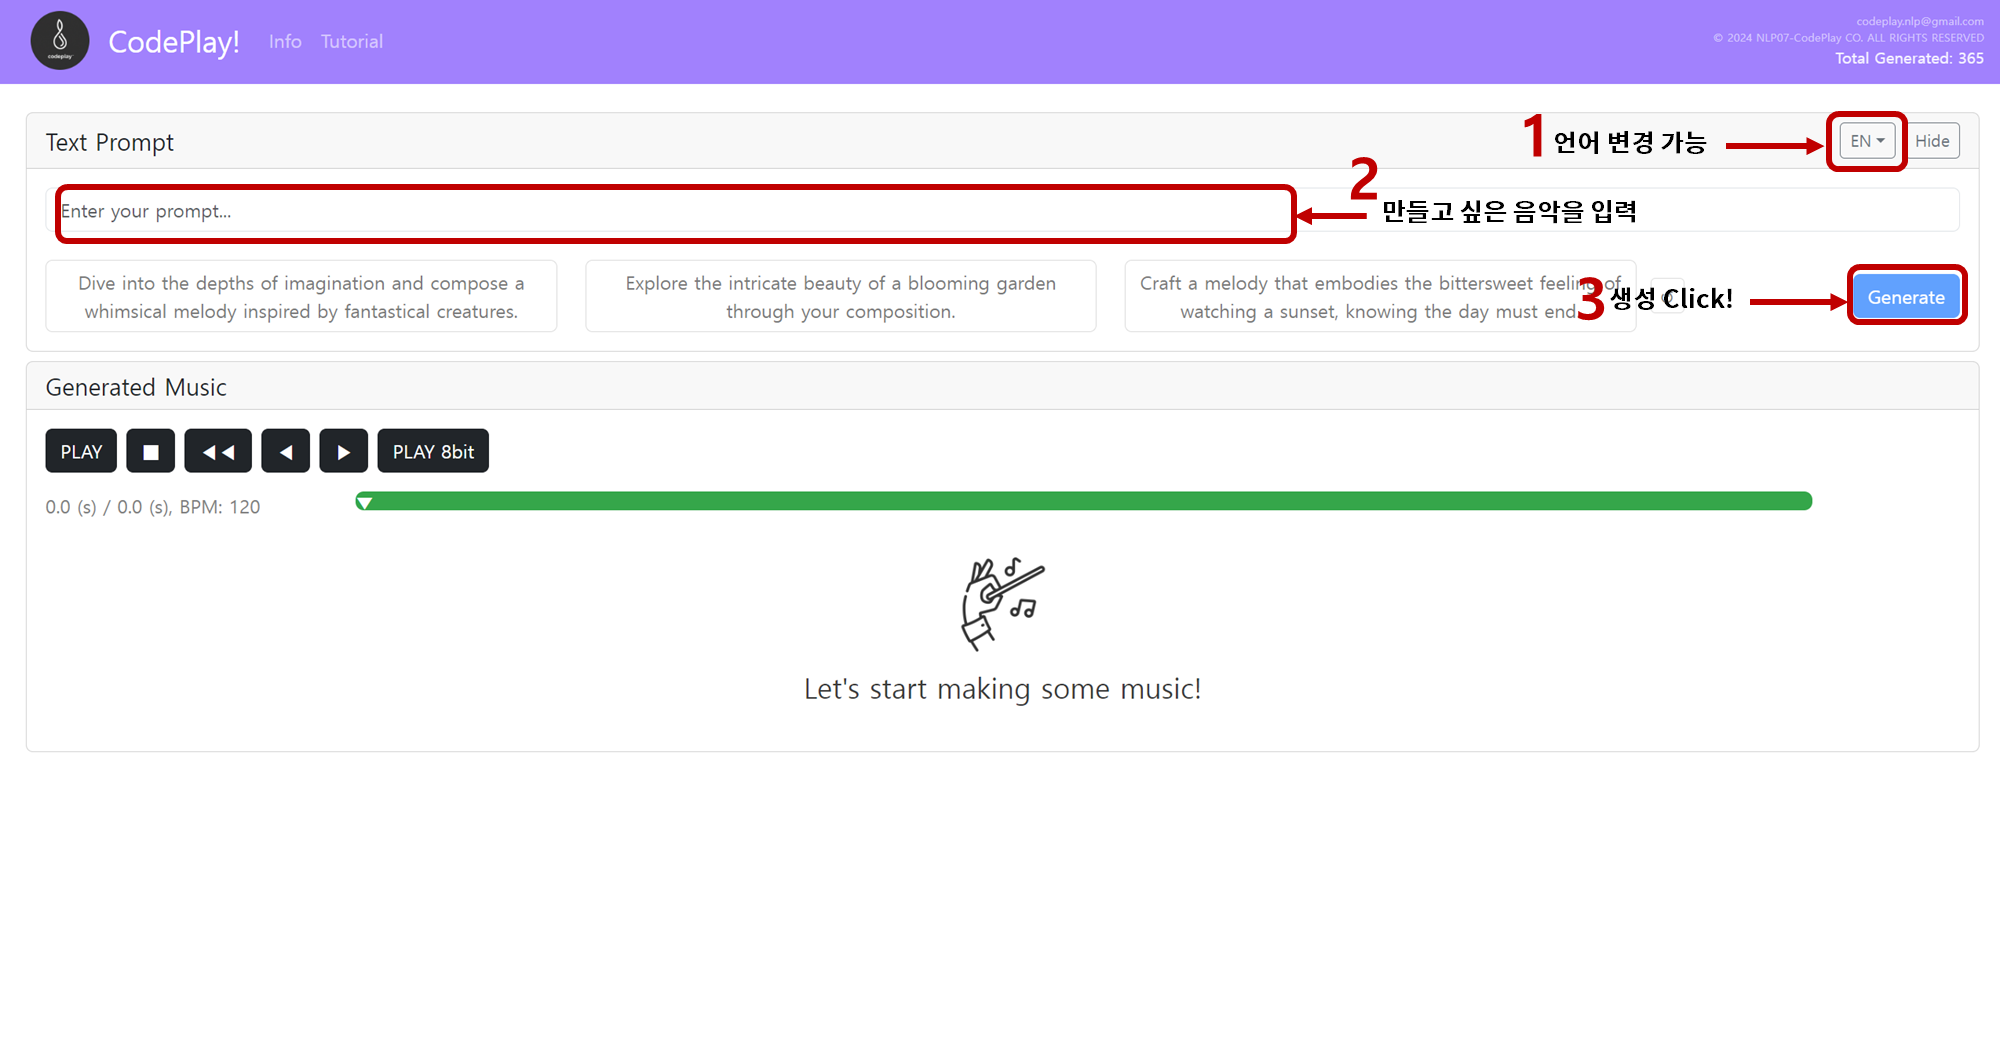 codeplay
CodePlay!
Info
Tutorial
codeplay.nlp@gmail.com
© 2024 NLP07-CodePlay CO. ALL RIGHTS RESERVED
Total Generated: 365
Text Prompt
1 언어 변경 가능
EN
Hide
Enter your prompt...
2 만들고 싶은 음악을 입력
Dive into the depths of imagination and compose a
whimsical melody inspired by fantastical creatures.
Explore the intricate beauty of a blooming garden
through your composition.
Craft a melody that embodies the bittersweet feeling of
watching a sunset, knowing the day must end
3 생성 Click!
Generate
Generated Music
PLAY
PLAY 8bit
0.0 (s) / 0.0 (s), BPM: 120
Let's start making some music!